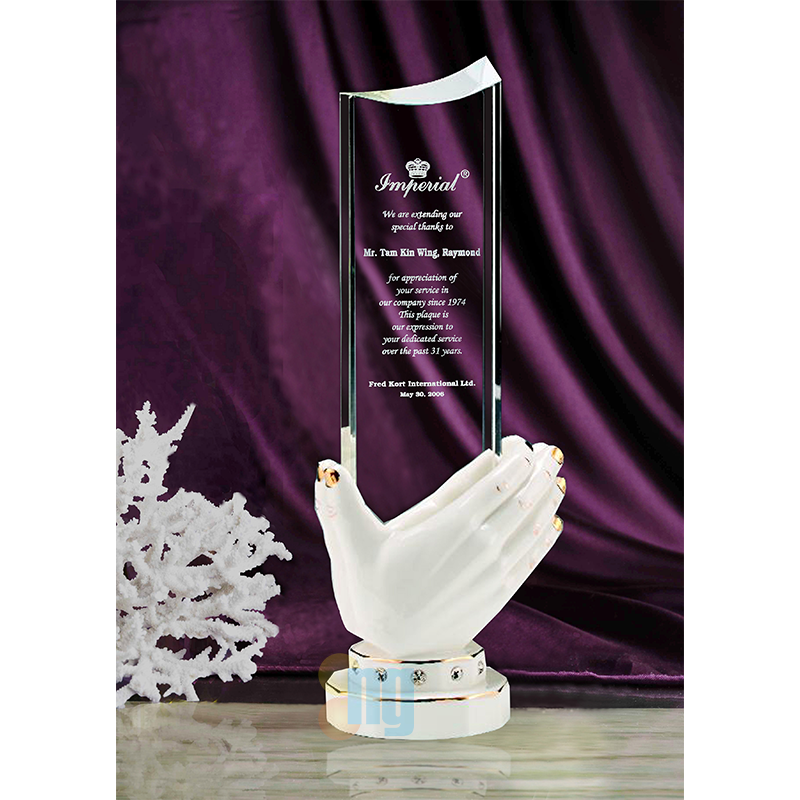 Imperial®
We are extending our
special thanks to
Mr. Tam Kin Wing, Raymond
for appreciation of
your service in
our company since 1974
This plaque is
our expression to
your dedicated service
over the past 31 years.
Fred Kort International Ltd.
May 30, 2006